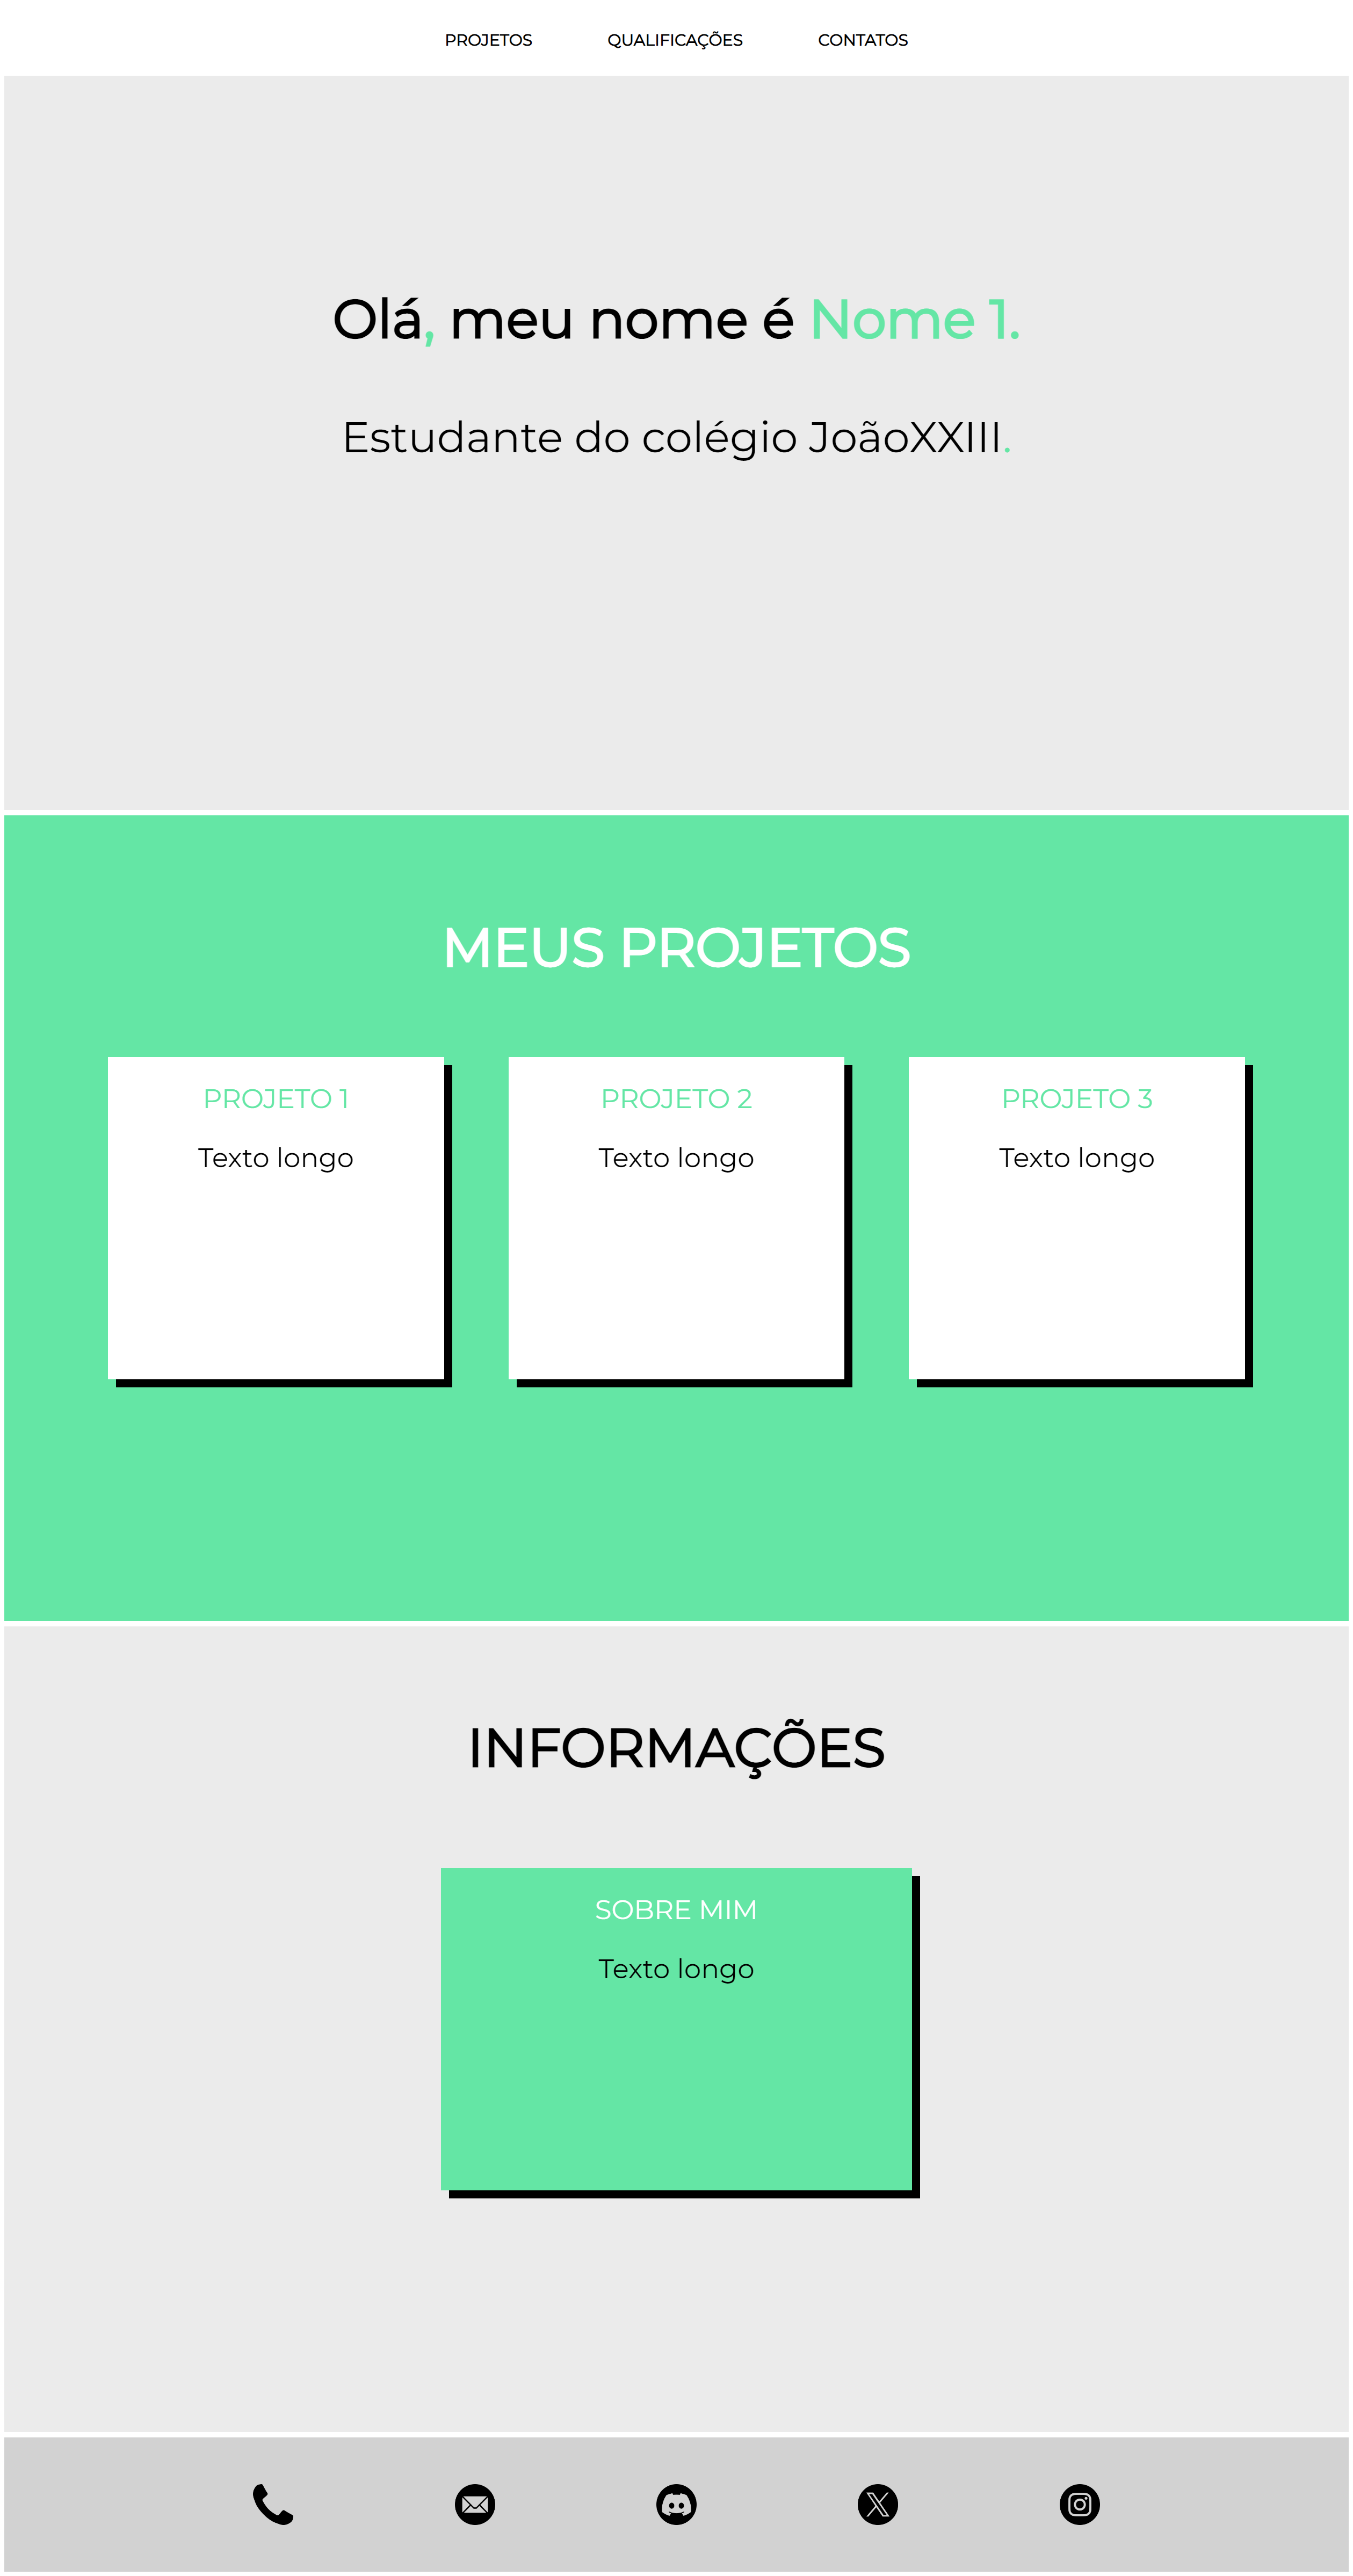 PROJETOS QUALIFICAÇÕES CONTATOS
Olá, meu nome é Nome 1.
Estudante do colégio JoãoXXIII.
MEUS PROJETOS
PROJETO 1
Texto longo
PROJETO 2
Texto longo
PROJETO 3
Texto longo
INFORMAÇÕES
SOBRE MIM
Texto longo